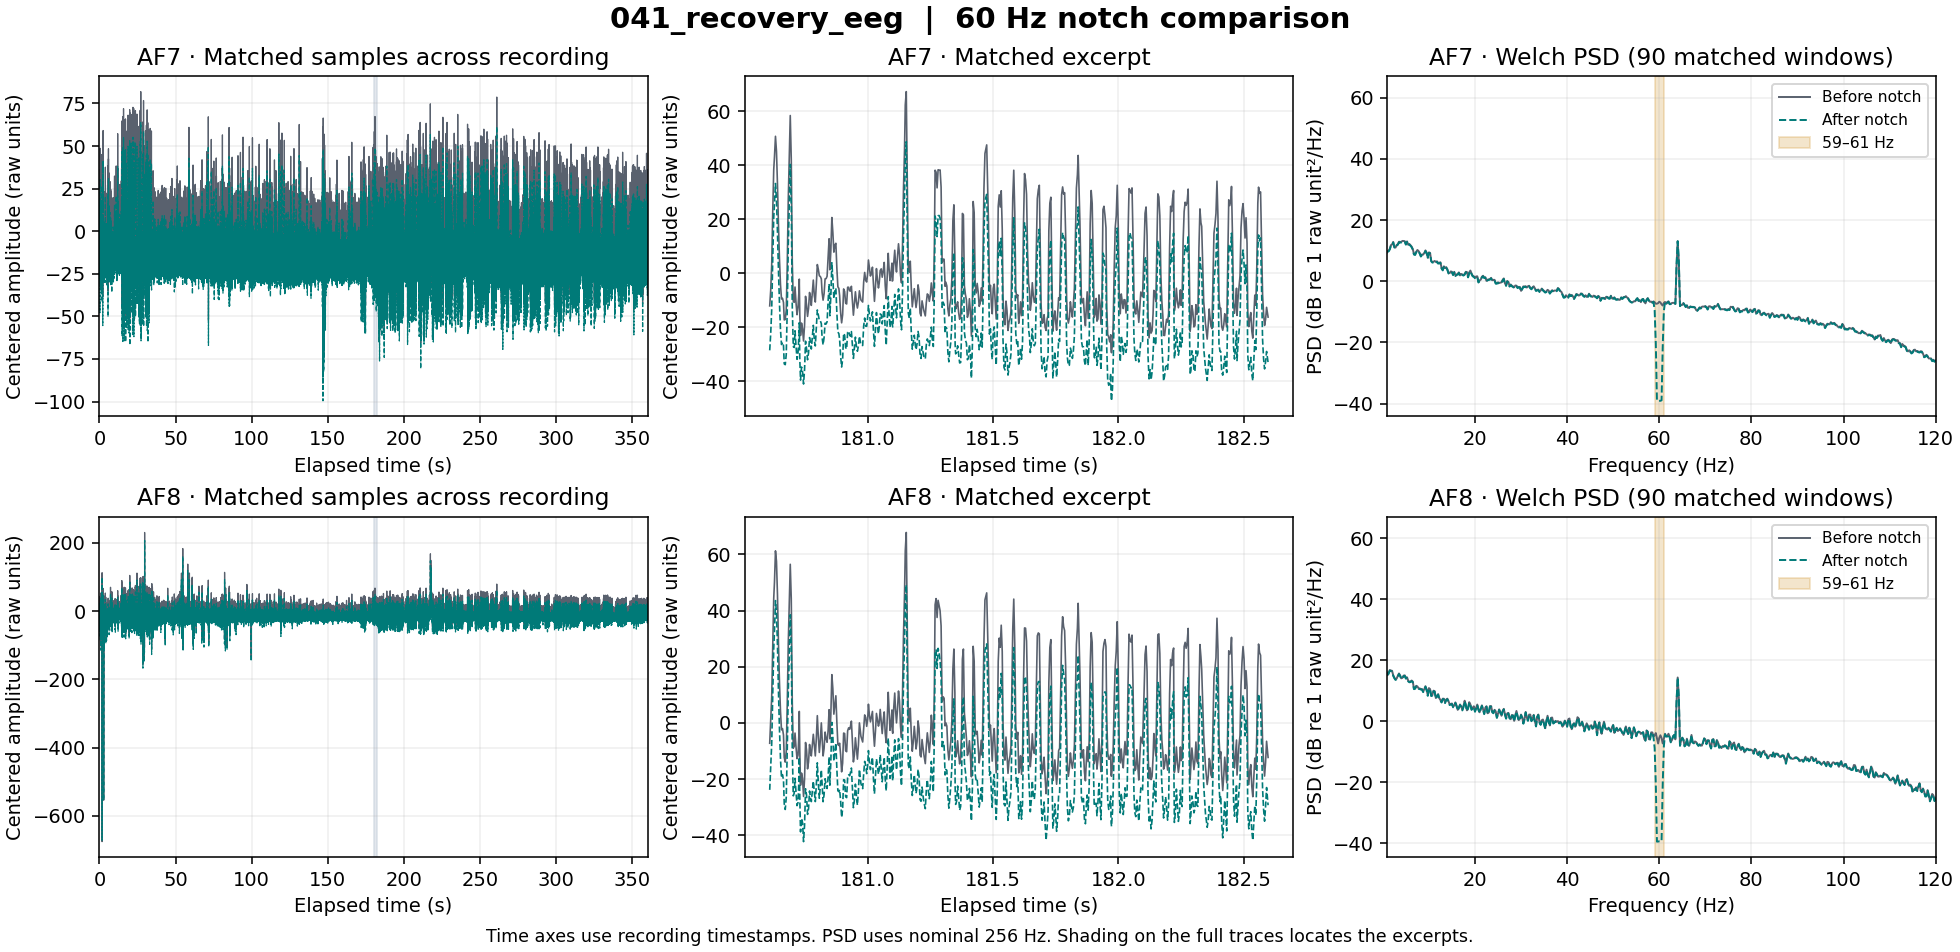 041_recovery_eeg | 60 Hz notch comparison
AF7 · Matched samples across recording
Centered amplitude (raw units)
75
50
25
0
−25
−50
−75
−100
0 50 100 150 200 250 300 350
Elapsed time (s)
AF7 · Matched excerpt
Centered amplitude (raw units)
60
40
20
0
−20
−40
181.0 181.5 182.0 182.5
Elapsed time (s)
AF7 · Welch PSD (90 matched windows)
PSD (dB re 1 raw unit²/Hz)
60
40
20
0
−20
−40
20 40 60 80 100 120
Frequency (Hz)
Before notch
After notch
59–61 Hz
AF8 · Matched samples across recording
Centered amplitude (raw units)
200
0
−200
−400
−600
0 50 100 150 200 250 300 350
Elapsed time (s)
AF8 · Matched excerpt
Centered amplitude (raw units)
60
40
20
0
−20
−40
181.0 181.5 182.0 182.5
Elapsed time (s)
AF8 · Welch PSD (90 matched windows)
PSD (dB re 1 raw unit²/Hz)
60
40
20
0
−20
−40
20 40 60 80 100 120
Frequency (Hz)
Before notch
After notch
59–61 Hz
Time axes use recording timestamps. PSD uses nominal 256 Hz. Shading on the full traces locates the excerpts.